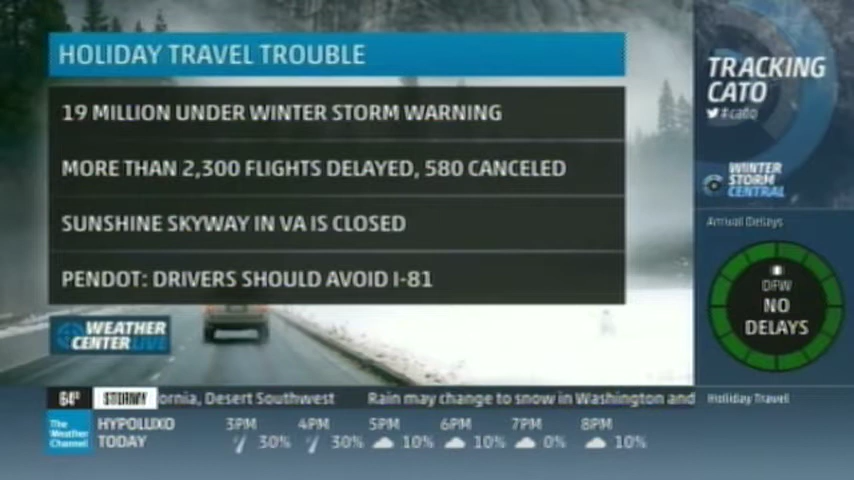 HOLIDAY TRAVEL TROUBLE
19 MILLION UNDER WINTER STORM WARNING
MORE THAN 2,300 FLIGHTS DELAYED, 580 CANCELED
SUNSHINE SKYWAY IN VA IS CLOSED
PENDOT: DRIVERS SHOULD AVOID I-81
WEATHER
CENTER LIVE
TRACKING
CATO
#cato
WINTER
STORM
CENTRAL
Arrival Delays
DFW
NO
DELAYS
Holiday Travel
64° STORMY ornia, Desert Southwest Rain may change to snow in Washington and
The Weather Channel
HYPOLUXO 3PM 4PM 5PM 6PM 7PM 8PM
TODAY 30% 30% 10% 10% 0% 10%